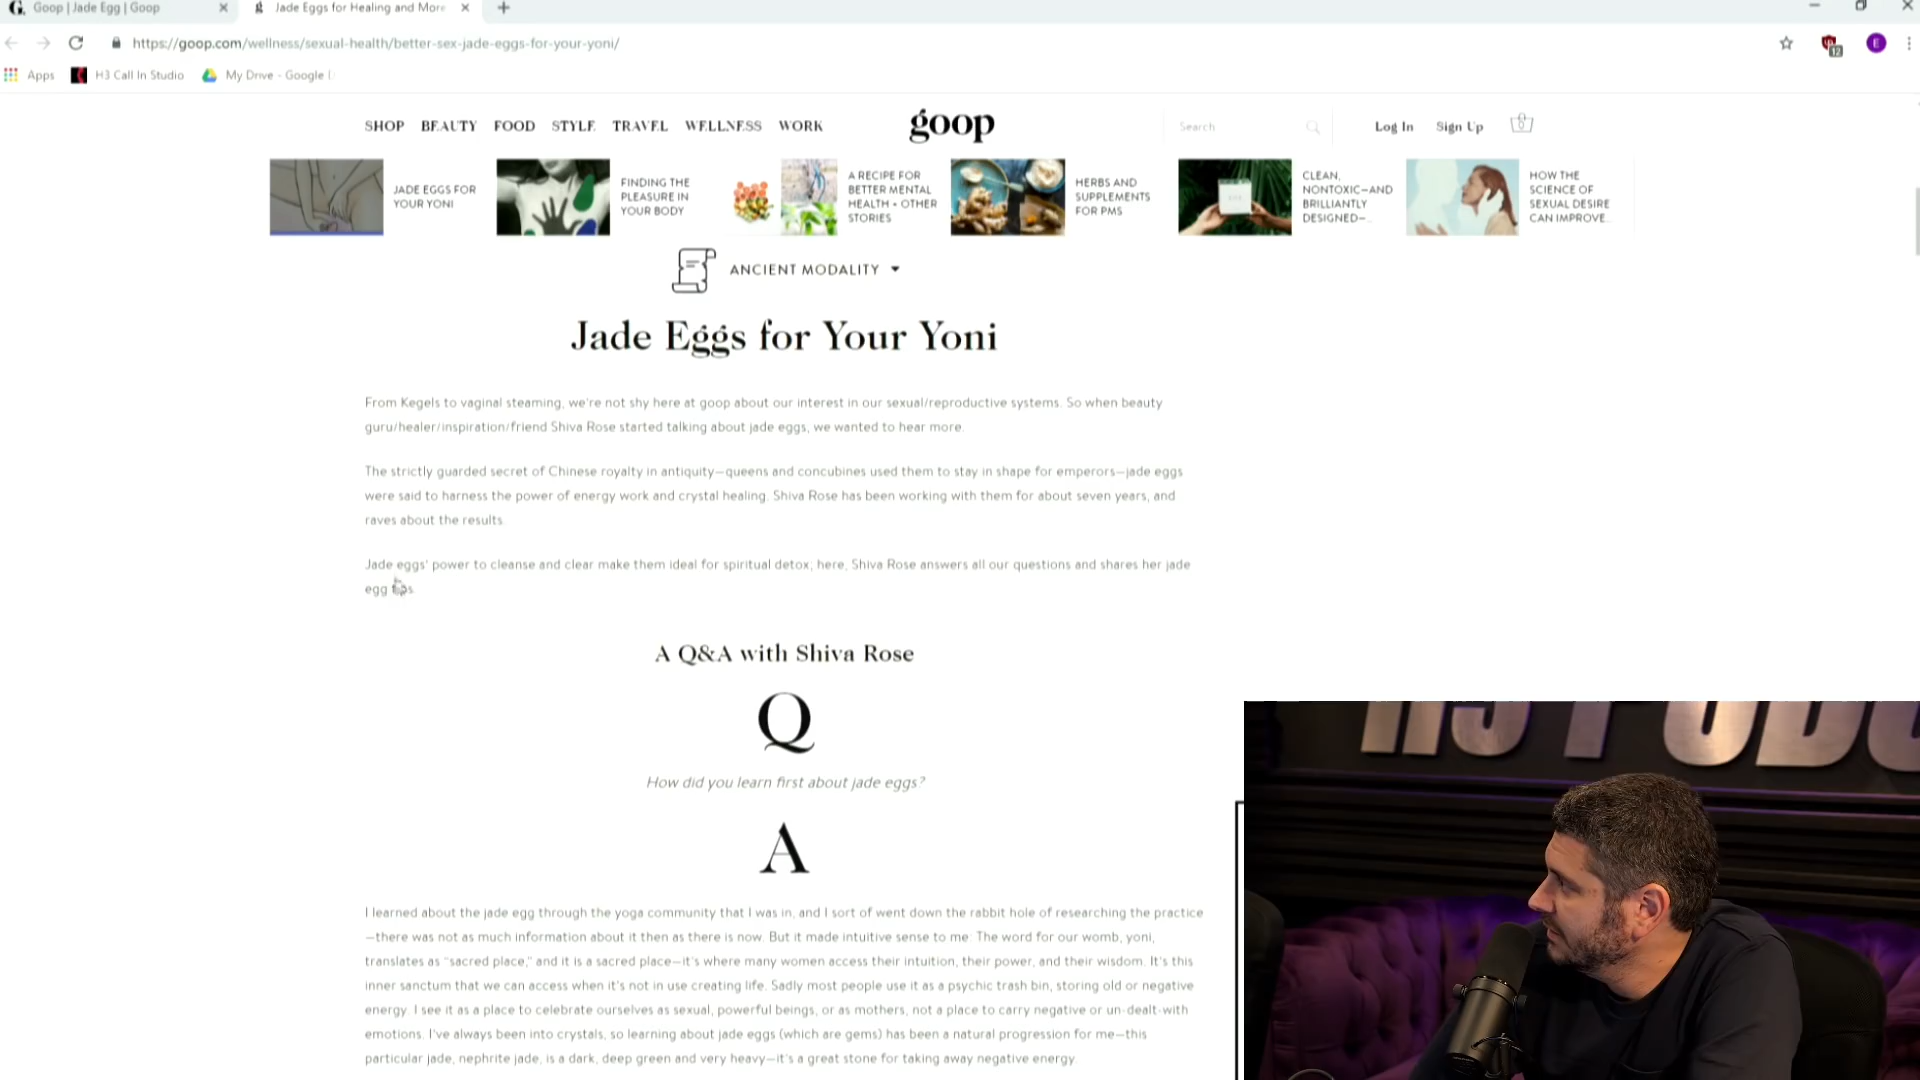 Goop | Jade Egg | Goop
Jade Eggs for Healing and More
https://goop.com/wellness/sexual-health/better-sex-jade-eggs-for-your-yoni/
12
E
Apps
H3 Call In Studio
My Drive - Google
SHOP BEAUTY FOOD STYLE TRAVEL WELLNESS WORK
goop
Search
Log In
Sign Up
0
JADE EGGS FOR
YOUR YONI
FINDING THE
PLEASURE IN
YOUR BODY
A RECIPE FOR
BETTER MENTAL
HEALTH + OTHER
STORIES
HERBS AND
SUPPLEMENTS
FOR PMS
CLEAN,
NONTOXIC—AND
BRILLIANTLY
DESIGNED—...
HOW THE
SCIENCE OF
SEXUAL DESIRE
CAN IMPROVE...
ANCIENT MODALITY
Jade Eggs for Your Yoni
From Kegels to vaginal steaming, we're not shy here at goop about our interest in our sexual/reproductive systems. So when beauty
guru/healer/inspiration/friend Shiva Rose started talking about jade eggs, we wanted to hear more.
The strictly guarded secret of Chinese royalty in antiquity—queens and concubines used them to stay in shape for emperors—jade eggs
were said to harness the power of energy work and crystal healing. Shiva Rose has been working with them for about seven years, and
raves about the results.
Jade eggs' power to cleanse and clear make them ideal for spiritual detox; here, Shiva Rose answers all our questions and shares her jade
egg
A Q&A with Shiva Rose
Q
How did you learn first about jade eggs?
A
I learned about the jade egg through the yoga community that I was in, and I sort of went down the rabbit hole of researching the practice
—there was not as much information about it then as there is now. But it made intuitive sense to me: The word for our womb, yoni,
translates as "sacred place," and it is a sacred place—it's where many women access their intuition, their power, and their wisdom. It's this
inner sanctum that we can access when it's not in use creating life. Sadly most people use it as a psychic trash bin, storing old or negative
energy. I see it as a place to celebrate ourselves as sexual, powerful beings, or as mothers, not a place to carry negative or un-dealt-with
emotions. I've always been into crystals, so learning about jade eggs (which are gems) has been a natural progression for me—this
particular jade, nephrite jade, is a dark, deep green and very heavy—it's a great stone for taking away negative energy.